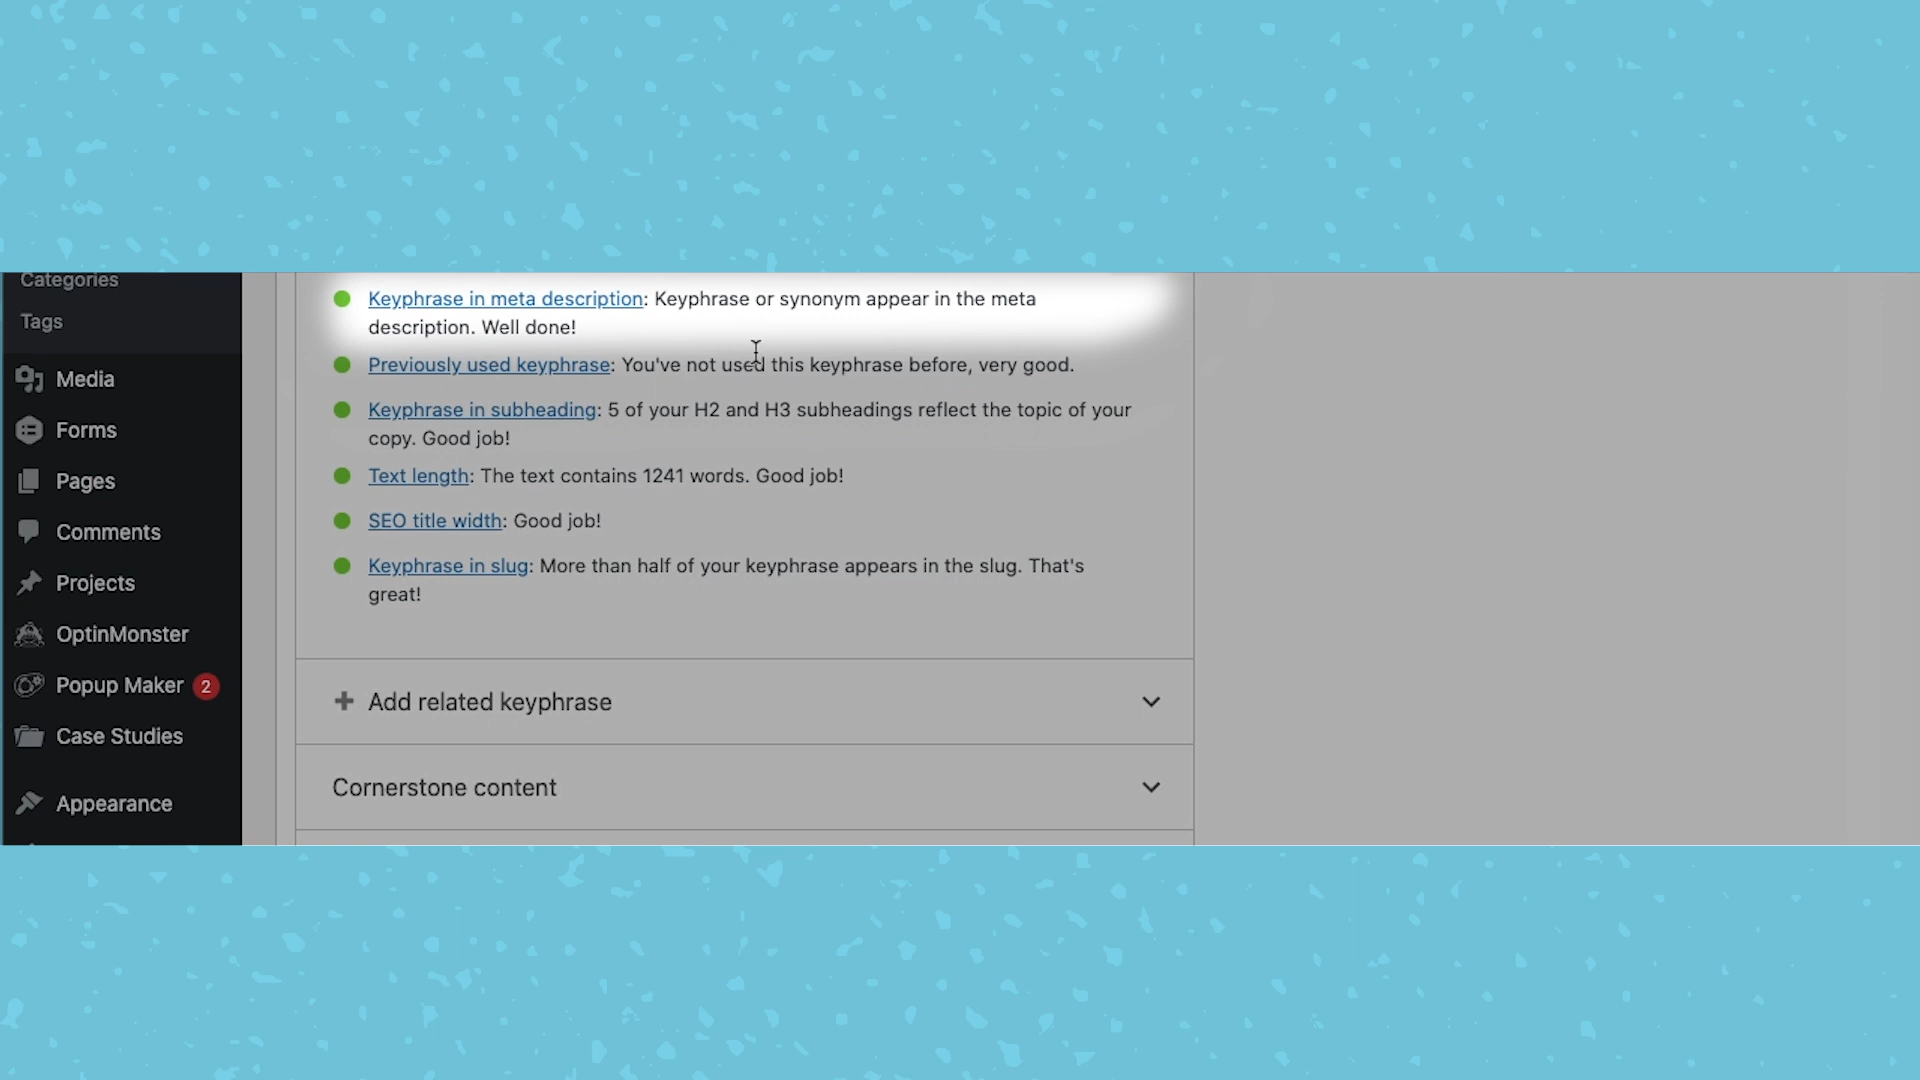 Categories
Tags
Media
Forms
Pages
Comments
Projects
OptinMonster
Popup Maker 2
Case Studies
Appearance
Keyphrase in meta description: Keyphrase or synonym appear in the meta
description. Well done!
Previously used keyphrase: You've not used this keyphrase before, very good.
Keyphrase in subheading: 5 of your H2 and H3 subheadings reflect the topic of your
copy. Good job!
Text length: The text contains 1241 words. Good job!
SEO title width: Good job!
Keyphrase in slug: More than half of your keyphrase appears in the slug. That's
great!
Add related keyphrase
Cornerstone content